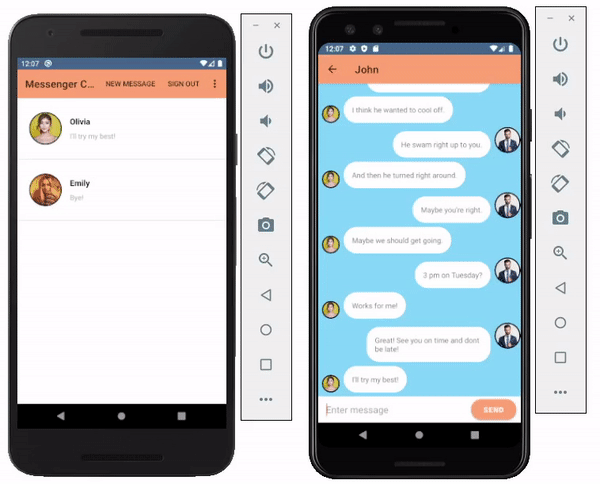 12:07
Messenger C... NEW MESSAGE SIGN OUT
Olivia
I'll try my best!
Emily
Bye!
12:07
John
I think he wanted to cool off.
He swam right up to you.
And then he turned right around.
Maybe you're right.
Maybe we should get going.
3 pm on Tuesday?
Works for me!
Great! See you on time and dont
be late!
I'll try my best!
Enter message SEND